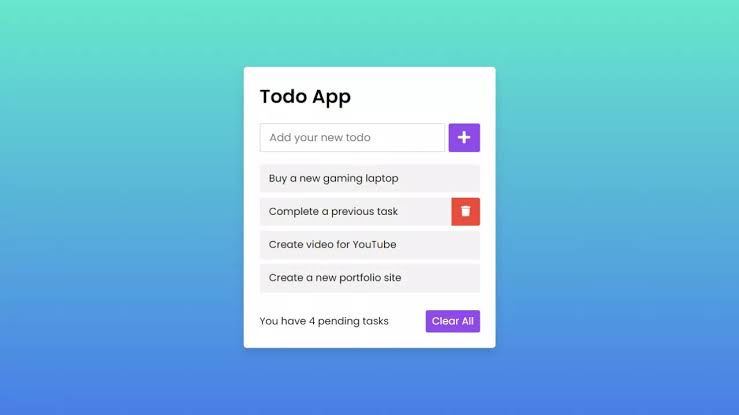 Todo App
Add your new todo
Buy a new gaming laptop
Complete a previous task
Create video for YouTube
Create a new portfolio site
You have 4 pending tasks
Clear All